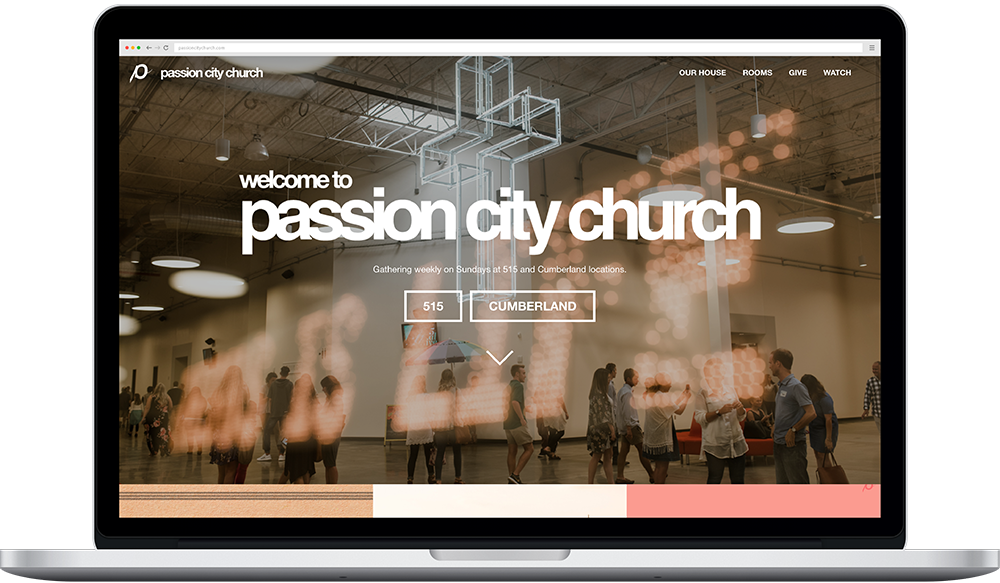 passioncitychurch.com
passion city church
OUR HOUSE ROOMS GIVE WATCH
welcome to
passion city church
Gathering weekly on Sundays at 515 and Cumberland locations.
515 CUMBERLAND